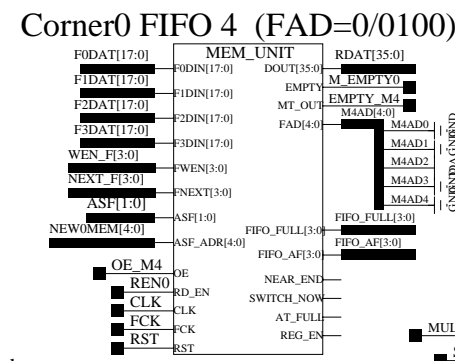 Corner0 FIFO 4 (FAD=0/0100)
MEM_UNIT
F0DAT[17:0]
F0DIN[17:0]
F1DAT[17:0]
F1DIN[17:0]
F2DAT[17:0]
F2DIN[17:0]
F3DAT[17:0]
F3DIN[17:0]
WEN_F[3:0]
FWEN[3:0]
NEXT_F[3:0]
FNEXT[3:0]
ASF[1:0]
ASF[1:0]
NEW0MEM[4:0]
ASF_ADR[4:0]
OE_M4
OE
REN0
RD_EN
CLK
CLK
FCK
FCK
RST
RST
RDAT[35:0]
DOUT[35:0]
M_EMPTY0
EMPTY
EMPTY_M4
MT_OUT
M4AD[4:0]
FAD[4:0]
M4AD0
M4AD1
M4AD2
M4AD3
M4AD4
FIFO_FULL[3:0]
FIFO_FULL[3:0]
FIFO_AF[3:0]
FIFO_AF[3:0]
NEAR_END
SWITCH_NOW
AT_FULL
REG_EN
MUL